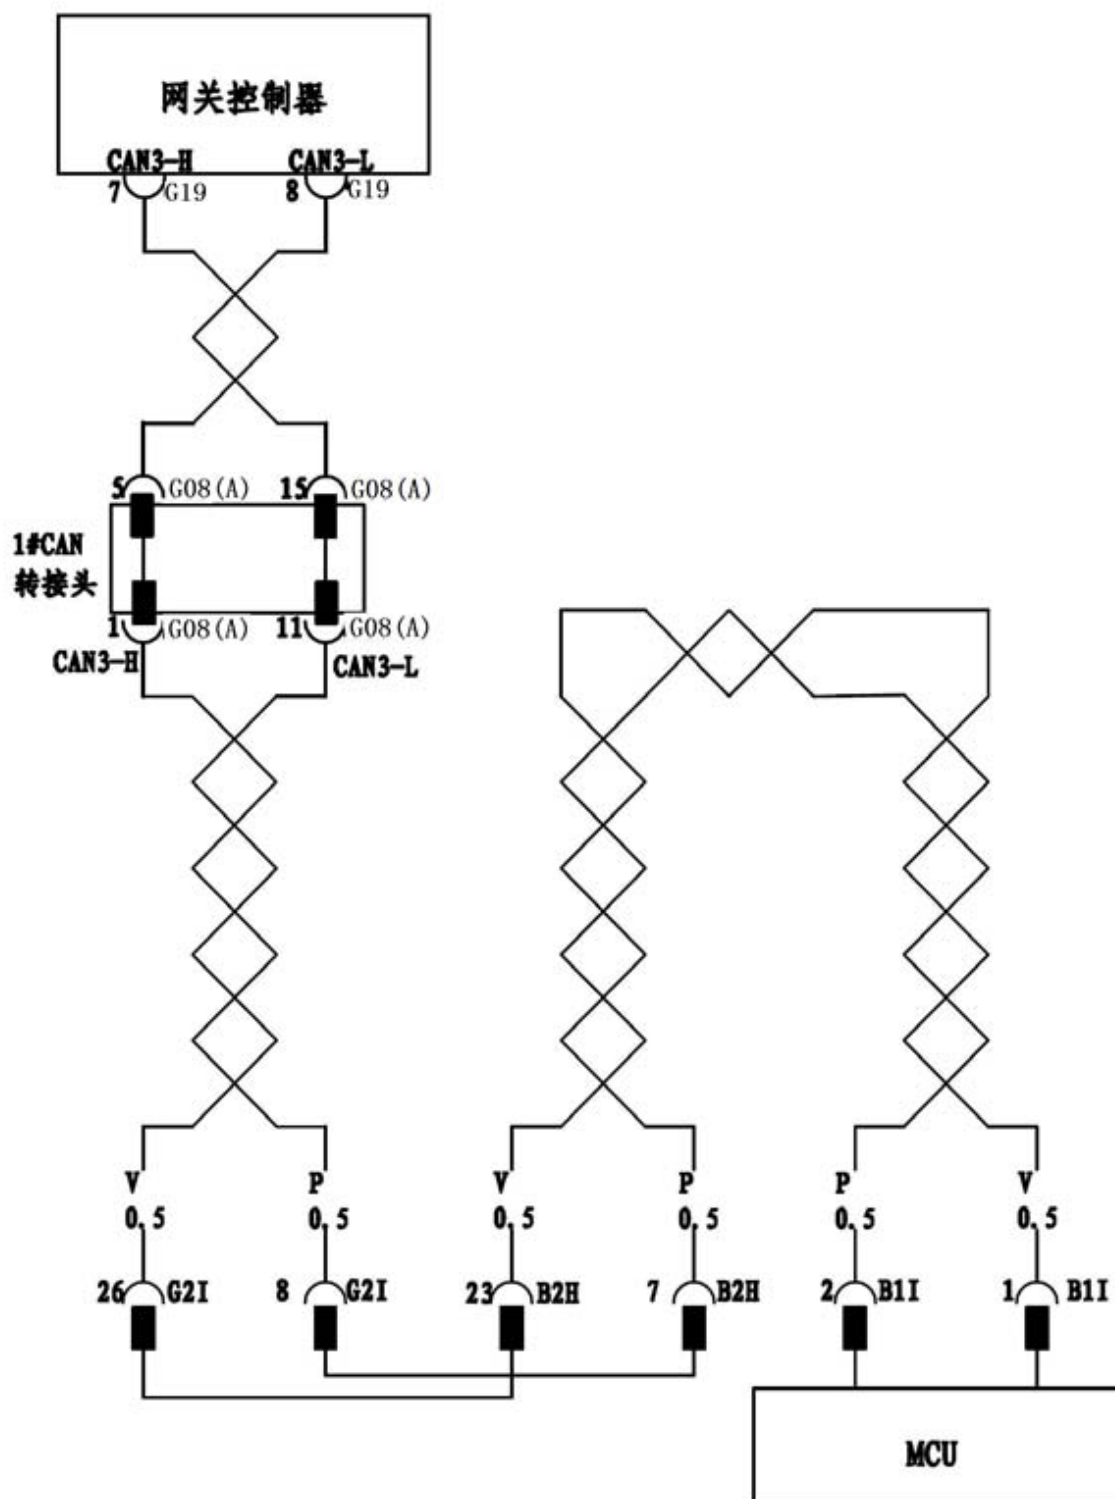 网关控制器
CAN3-H CAN3-L
7 G19 8 G19
5 G08(A) 15 G08(A)
1#CAN
转接头
1 G08(A) 11 G08(A)
CAN3-H CAN3-L
V P V P P V
0.5 0.5 0.5 0.5 0.5 0.5
26 G2I 8 G2I 23 B2H 7 B2H 2 B1I 1 B1I
MCU